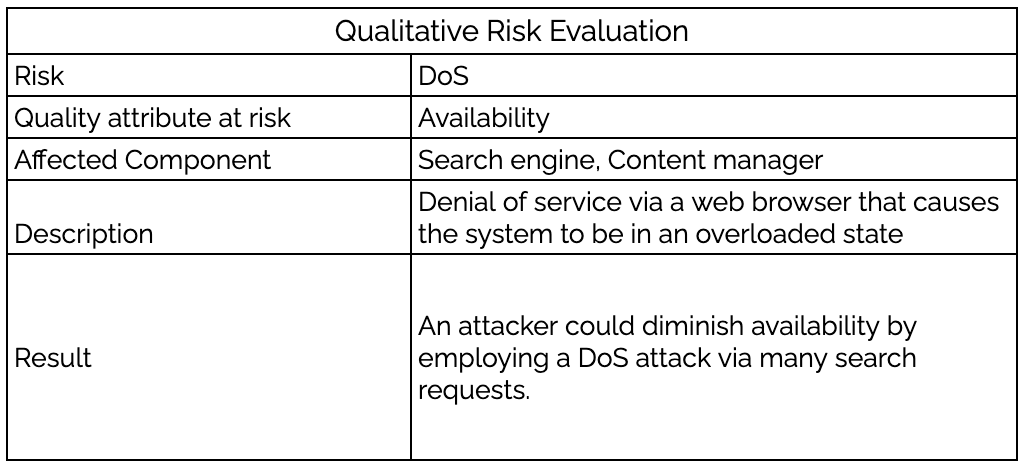 Qualitative Risk Evaluation
Risk
DoS
Quality attribute at risk
Availability
Affected Component
Search engine, Content manager
Description
Denial of service via a web browser that causes
the system to be in an overloaded state
Result
An attacker could diminish availability by
employing a DoS attack via many search
requests.